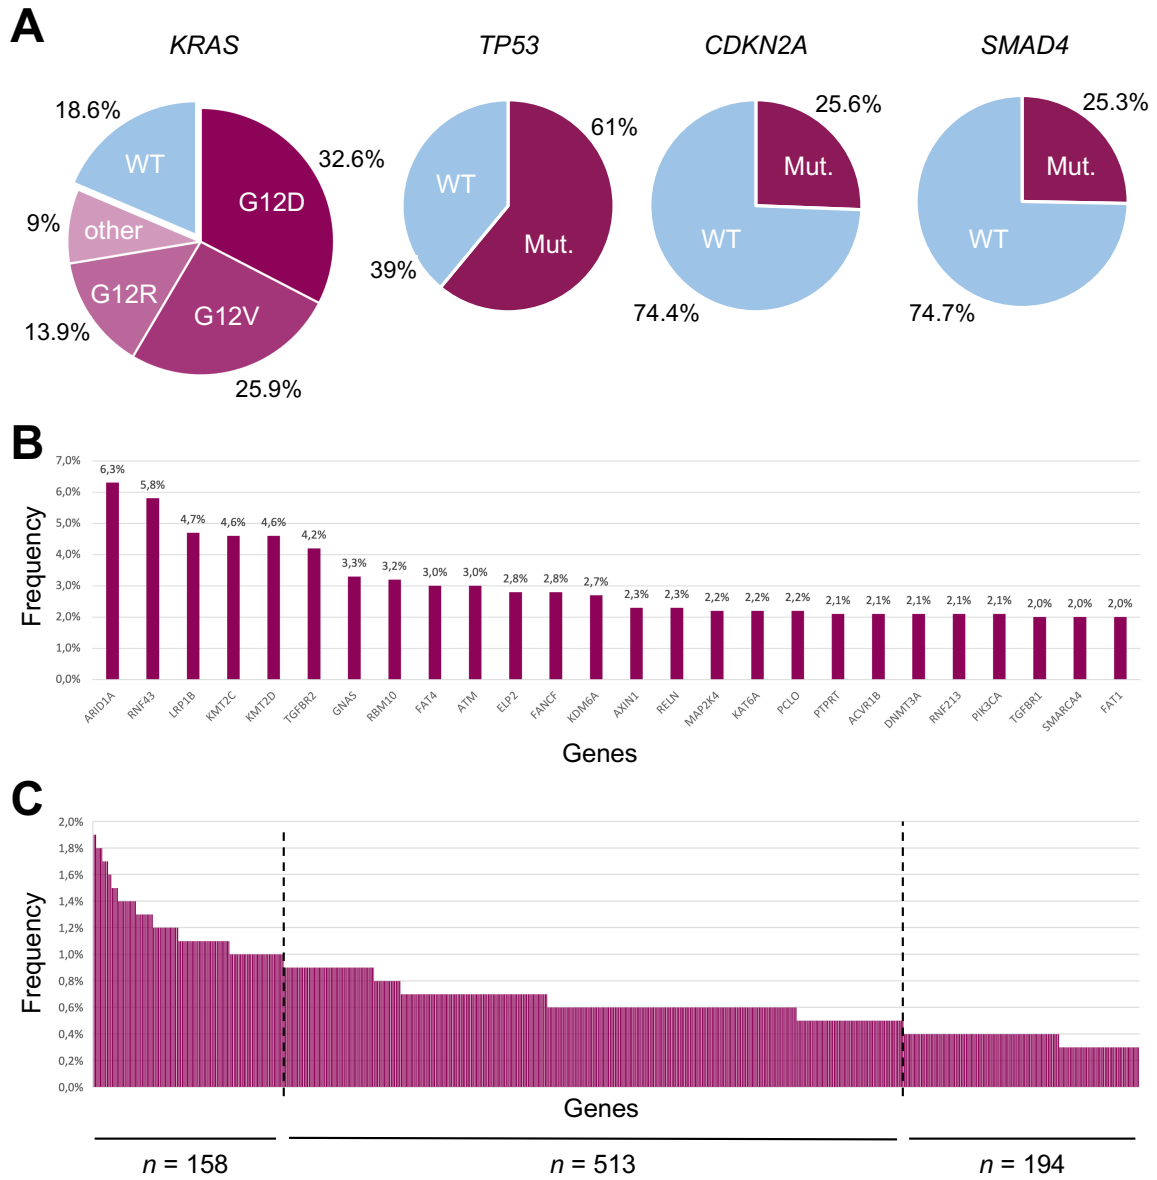 A
KRAS
TP53
CDKN2A
SMAD4
18.6%
32.6%
WT
G12D
9%
other
G12R
G12V
13.9%
25.9%
61%
WT
Mut.
39%
25.6%
Mut.
WT
74.4%
25.3%
Mut.
WT
74.7%
B
Frequency
7,0%
6,0%
5,0%
4,0%
3,0%
2,0%
1,0%
0,0%
6,3% 5,8% 4,7% 4,6% 4,6% 4,2% 3,3% 3,2% 3,0% 3,0% 2,8% 2,8% 2,7% 2,3% 2,3% 2,2% 2,2% 2,2% 2,1% 2,1% 2,1% 2,1% 2,1% 2,0% 2,0% 2,0%
ARID1A RNF43 LRP1B KMT2C KMT2D TGFBR2 GNAS RBM10 FAT4 ATM ELP2 FANCF KDM6A AXIN1 RELN MAP2K4 KAT6A PCLO PTPRT ACVR1B DNMT3A RNF213 PIK3CA TGFBR1 SMARCA4 FAT1
Genes
C
Frequency
2,0%
1,8%
1,6%
1,4%
1,2%
1,0%
0,8%
0,6%
0,4%
0,2%
0,0%
Genes
n = 158
n = 513
n = 194